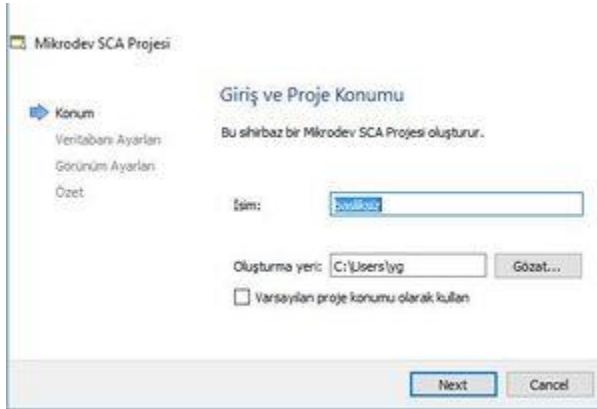 Mikrodev SCA Projesi
Konum
Veritabanı Ayarları
Görünüm Ayarları
Özet
Giriş ve Proje Konumu
Bu sihirbaz bir Mikrodev SCA Projesi oluşturur.
İsim: basliksiz
Oluşturma yeri: C:\Users\yg Gözat...
Varsayılan proje konumu olarak kullan
Next Cancel